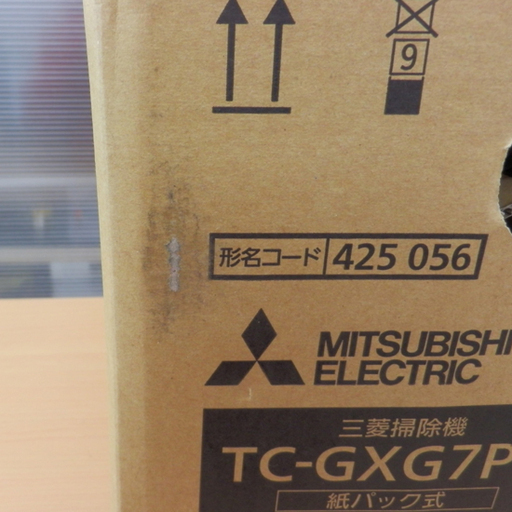 9
形名コード 425 056
MITSUBISHI
ELECTRIC
三菱掃除機
TC-GXG7P
紙パック式